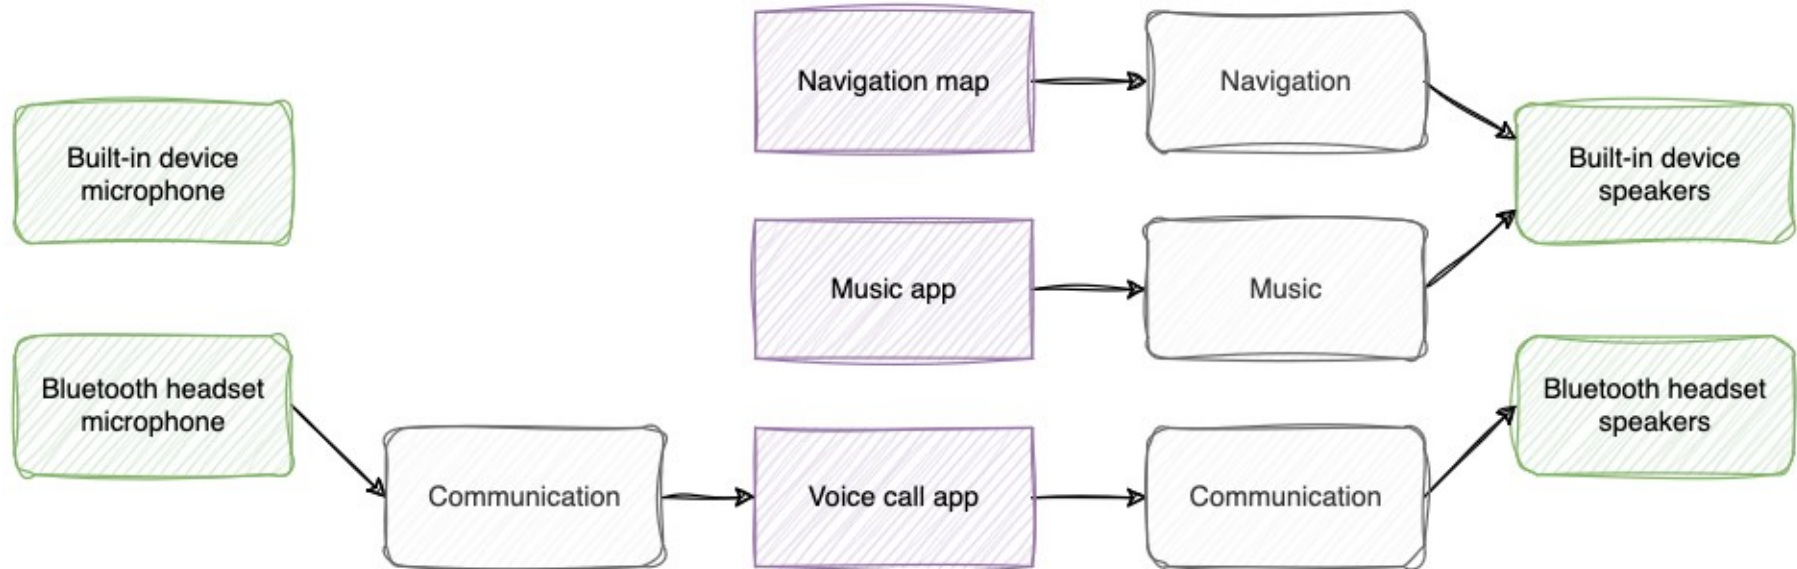 Navigation map
Navigation
Built-in device
microphone
Built-in device
speakers
Music app
Music
Bluetooth headset
microphone
Bluetooth headset
speakers
Communication
Voice call app
Communication